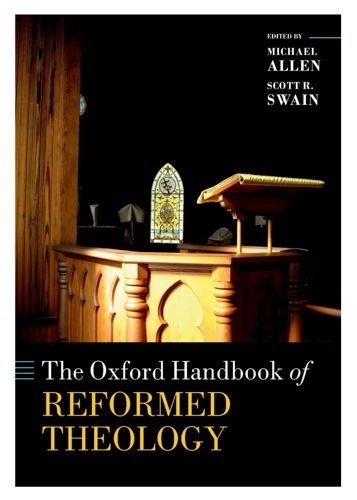 EDITED BY
MICHAEL
ALLEN
SCOTT R.
SWAIN
The Oxford Handbook of
REFORMED
THEOLOGY